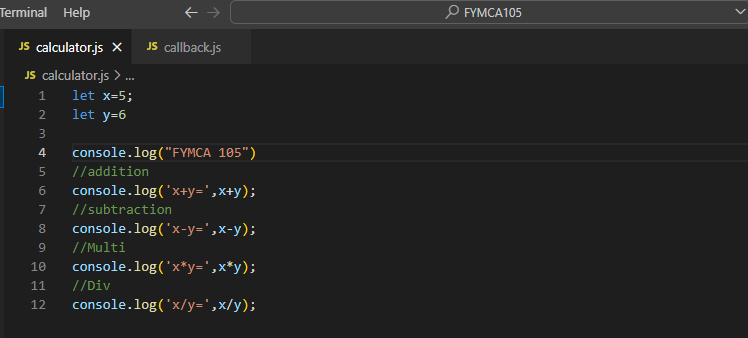 Terminal Help FYMCA105
JS calculator.js JS callback.js
JS calculator.js > ...
1 let x=5;
2 let y=6
3
4 console.log("FYMCA 105")
5 //addition
6 console.log('x+y=',x+y);
7 //subtraction
8 console.log('x-y=',x-y);
9 //Multi
10 console.log('x*y=',x*y);
11 //Div
12 console.log('x/y=',x/y);